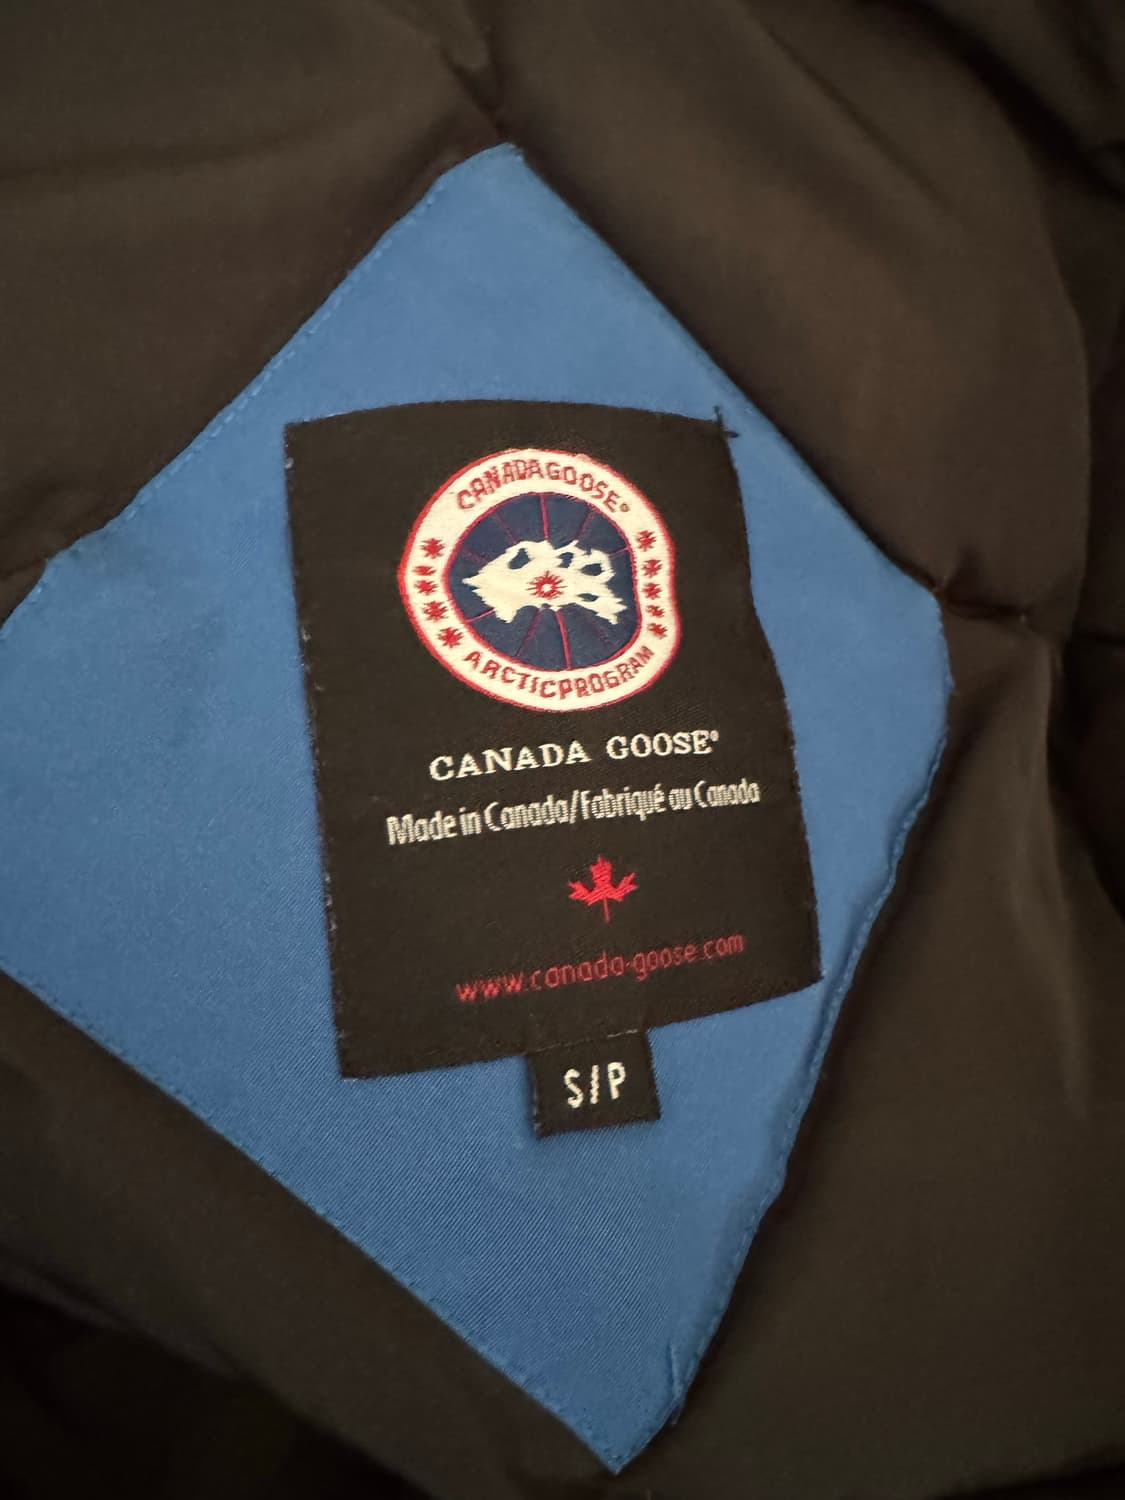 CANADA GOOSE®
ARCTIC PROGRAM
CANADA GOOSE®
Made in Canada/Fabriqué au Canada
www.canada-goose.com
S/P